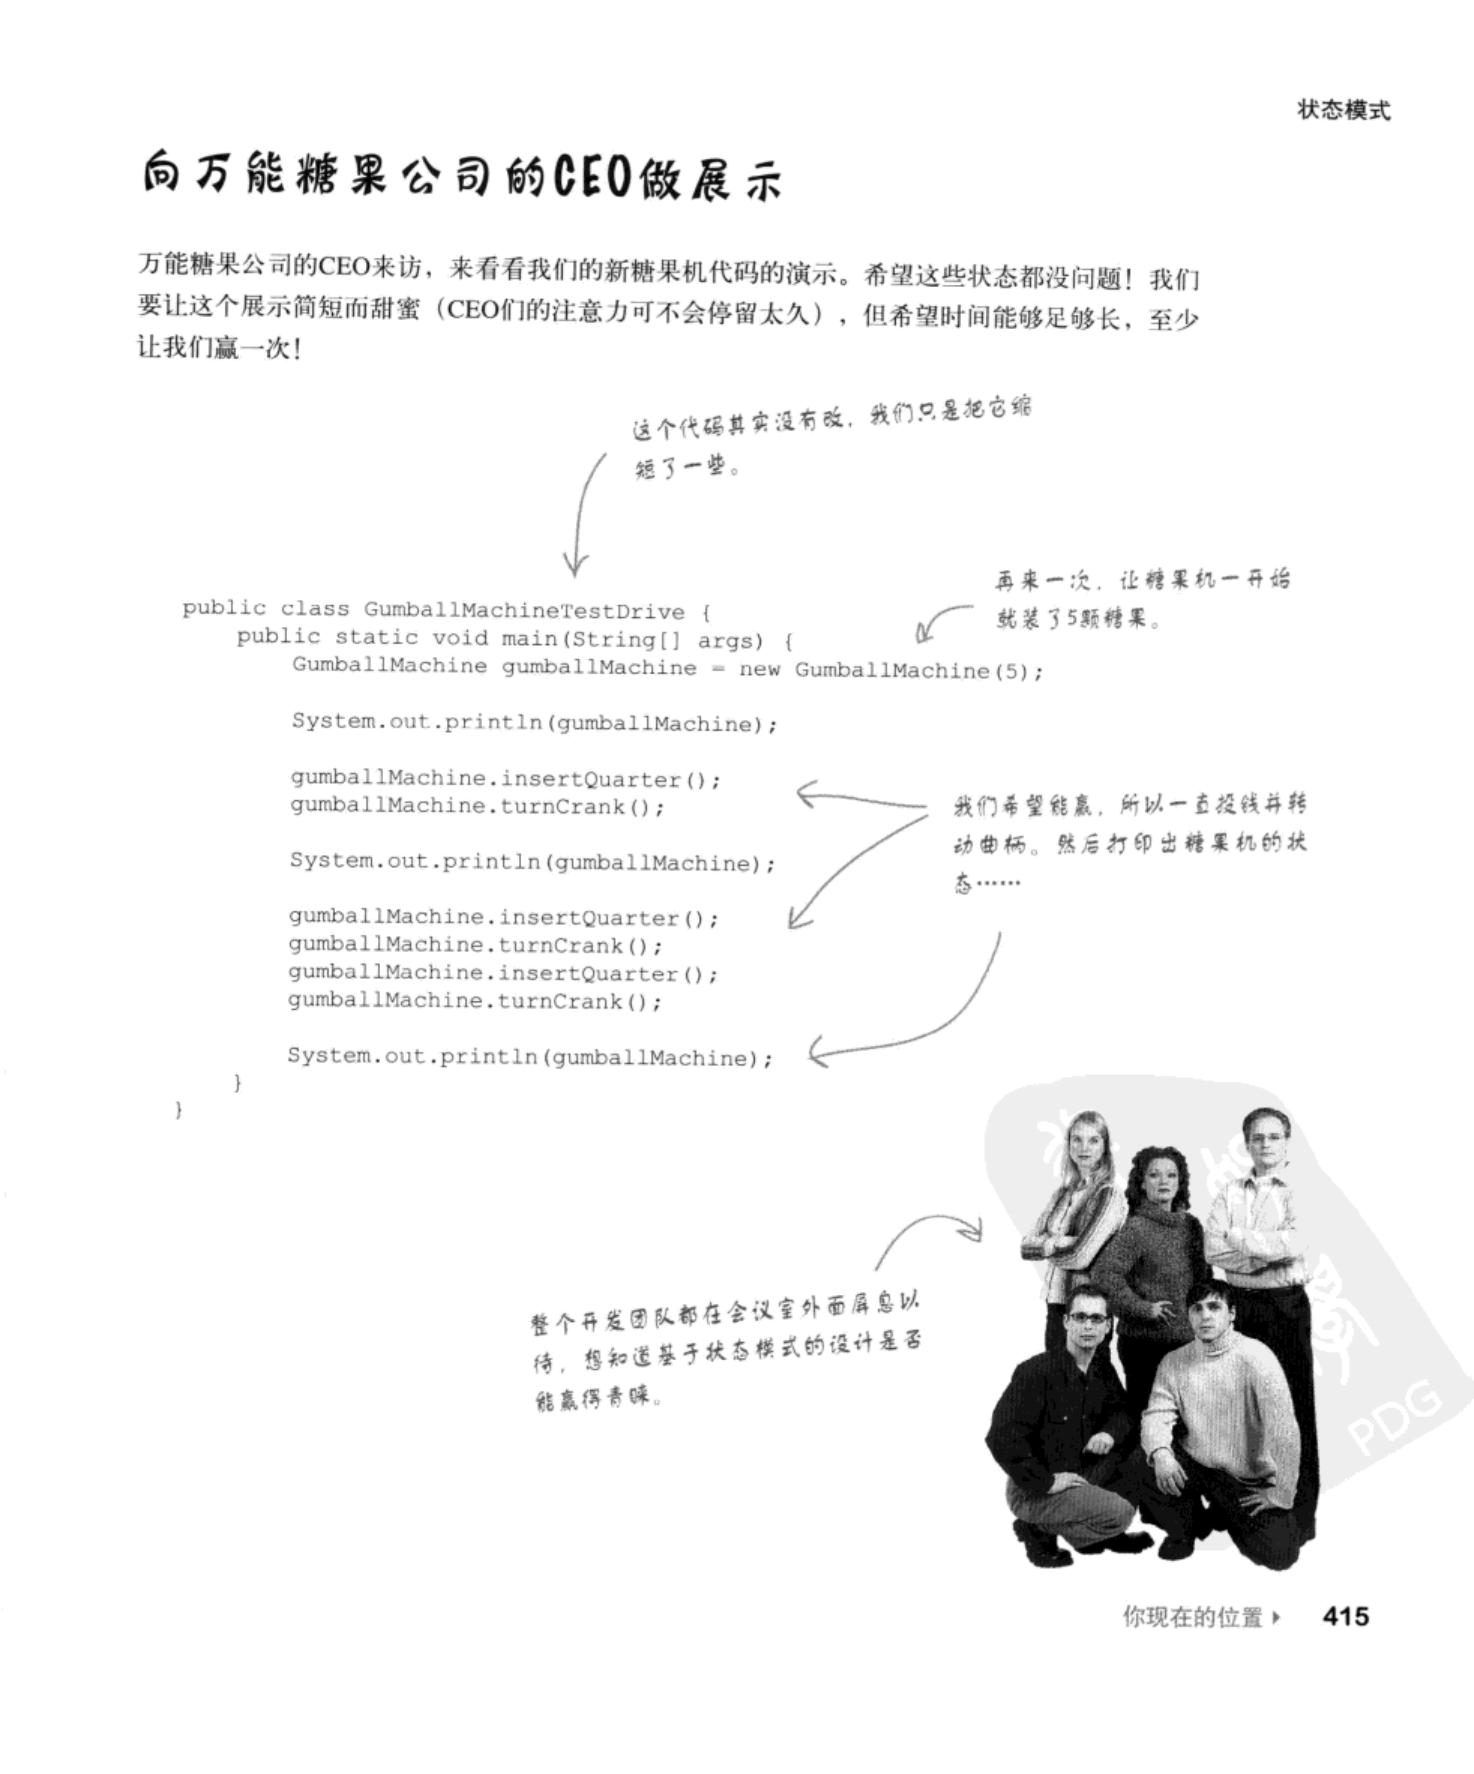 状态模式
向万能糖果公司的CEO做展示
万能糖果公司的CEO来访，来看看我们的新糖果机代码的演示。希望这些状态都没问题！我们
要让这个展示简短而甜蜜（CEO们的注意力可不会停留太久），但希望时间能够足够长，至少
让我们赢一次！
这个代码其实没有改，我们只是把它缩
短了一些。
再来一次，让糖果机一开始
就装了5颗糖果。
public class GumballMachineTestDrive {
public static void main(String[] args) {
GumballMachine gumballMachine = new GumballMachine(5);
System.out.println(gumballMachine);
gumballMachine.insertQuarter();
gumballMachine.turnCrank();
System.out.println(gumballMachine);
gumballMachine.insertQuarter();
gumballMachine.turnCrank();
gumballMachine.insertQuarter();
gumballMachine.turnCrank();
System.out.println(gumballMachine);
}
}
我们希望能赢，所以一直投钱并转
动曲柄。然后打印出糖果机的状
态……
整个开发团队都在会议室外面屏息以
待，想知道基于状态模式的设计是否
能赢得青睐。
PDG
你现在的位置 ▸ 415